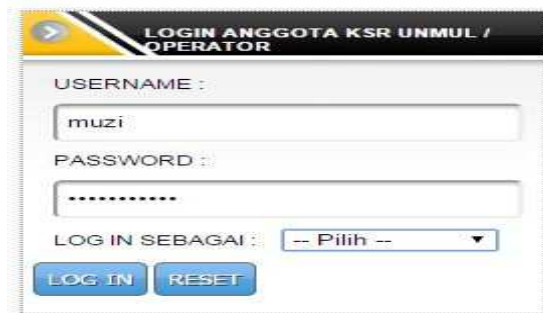 LOGIN ANGGOTA KSR UNMUL /
OPERATOR
USERNAME :
muzi
PASSWORD :
•••••••••••
LOG IN SEBAGAI : -- Pilih --
LOG IN RESET